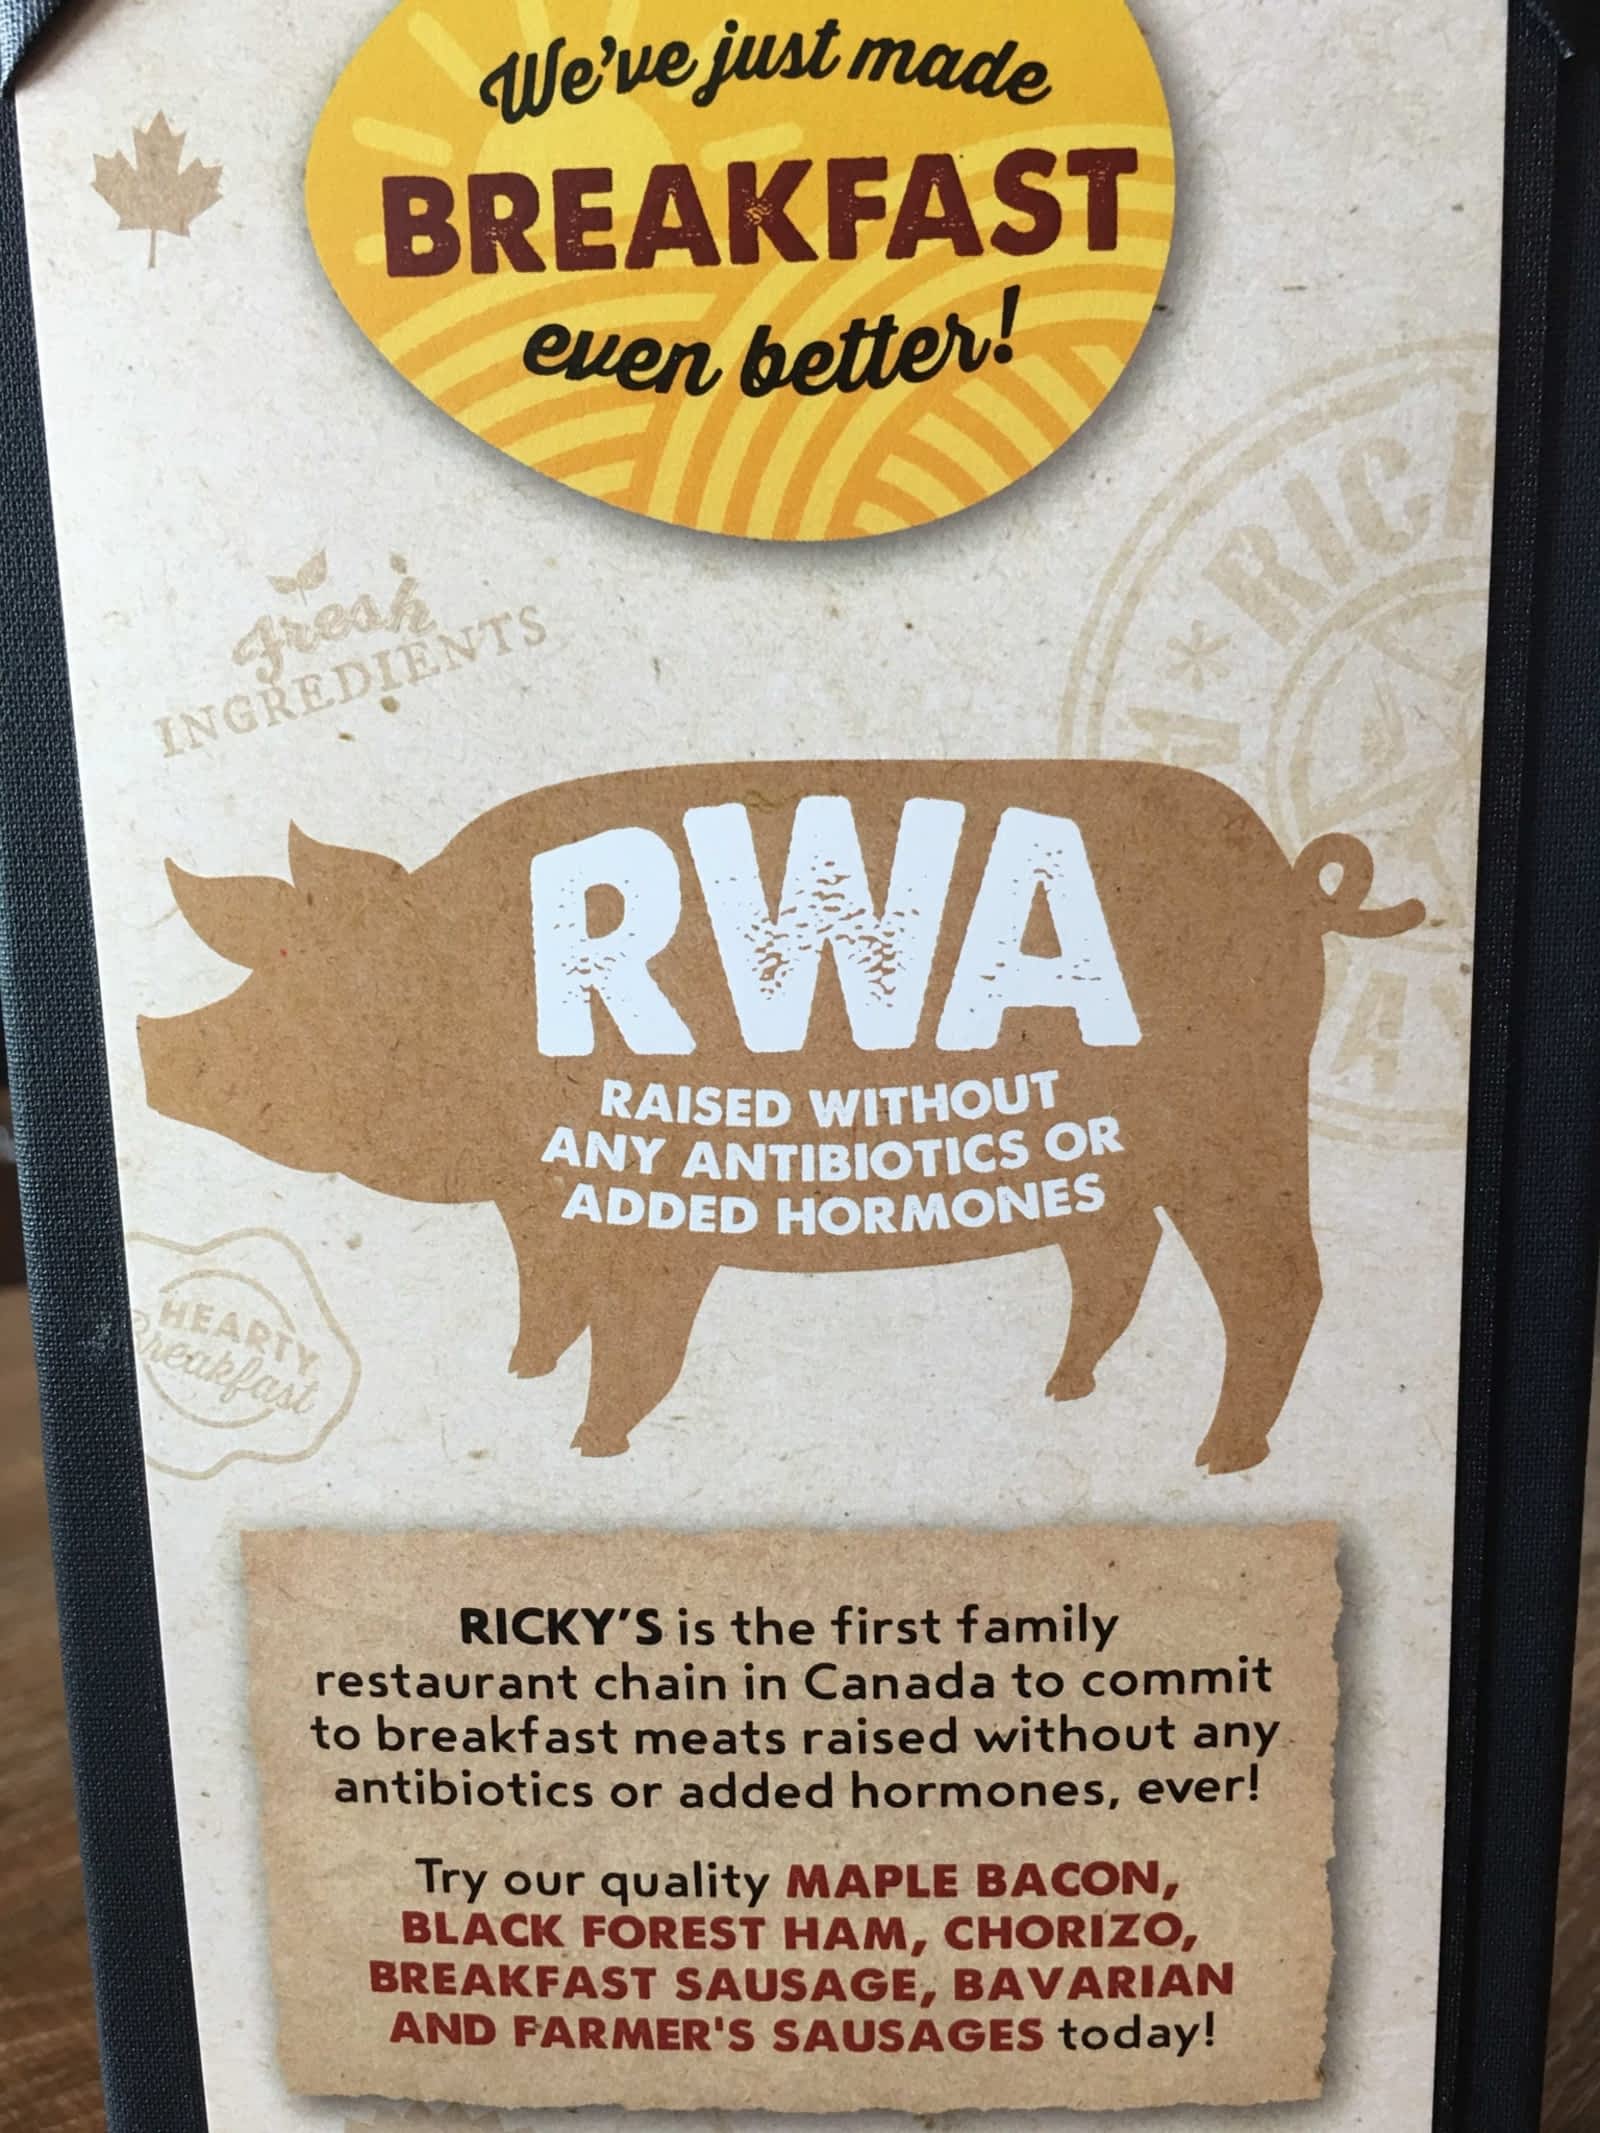 We've just made
BREAKFAST
even better!
Fresh
INGREDIENTS
RWA
RAISED WITHOUT
ANY ANTIBIOTICS OR
ADDED HORMONES
HEARTY
Breakfast
RICKY'S is the first family
restaurant chain in Canada to commit
to breakfast meats raised without any
antibiotics or added hormones, ever!
Try our quality MAPLE BACON,
BLACK FOREST HAM, CHORIZO,
BREAKFAST SAUSAGE, BAVARIAN
AND FARMER'S SAUSAGES today!